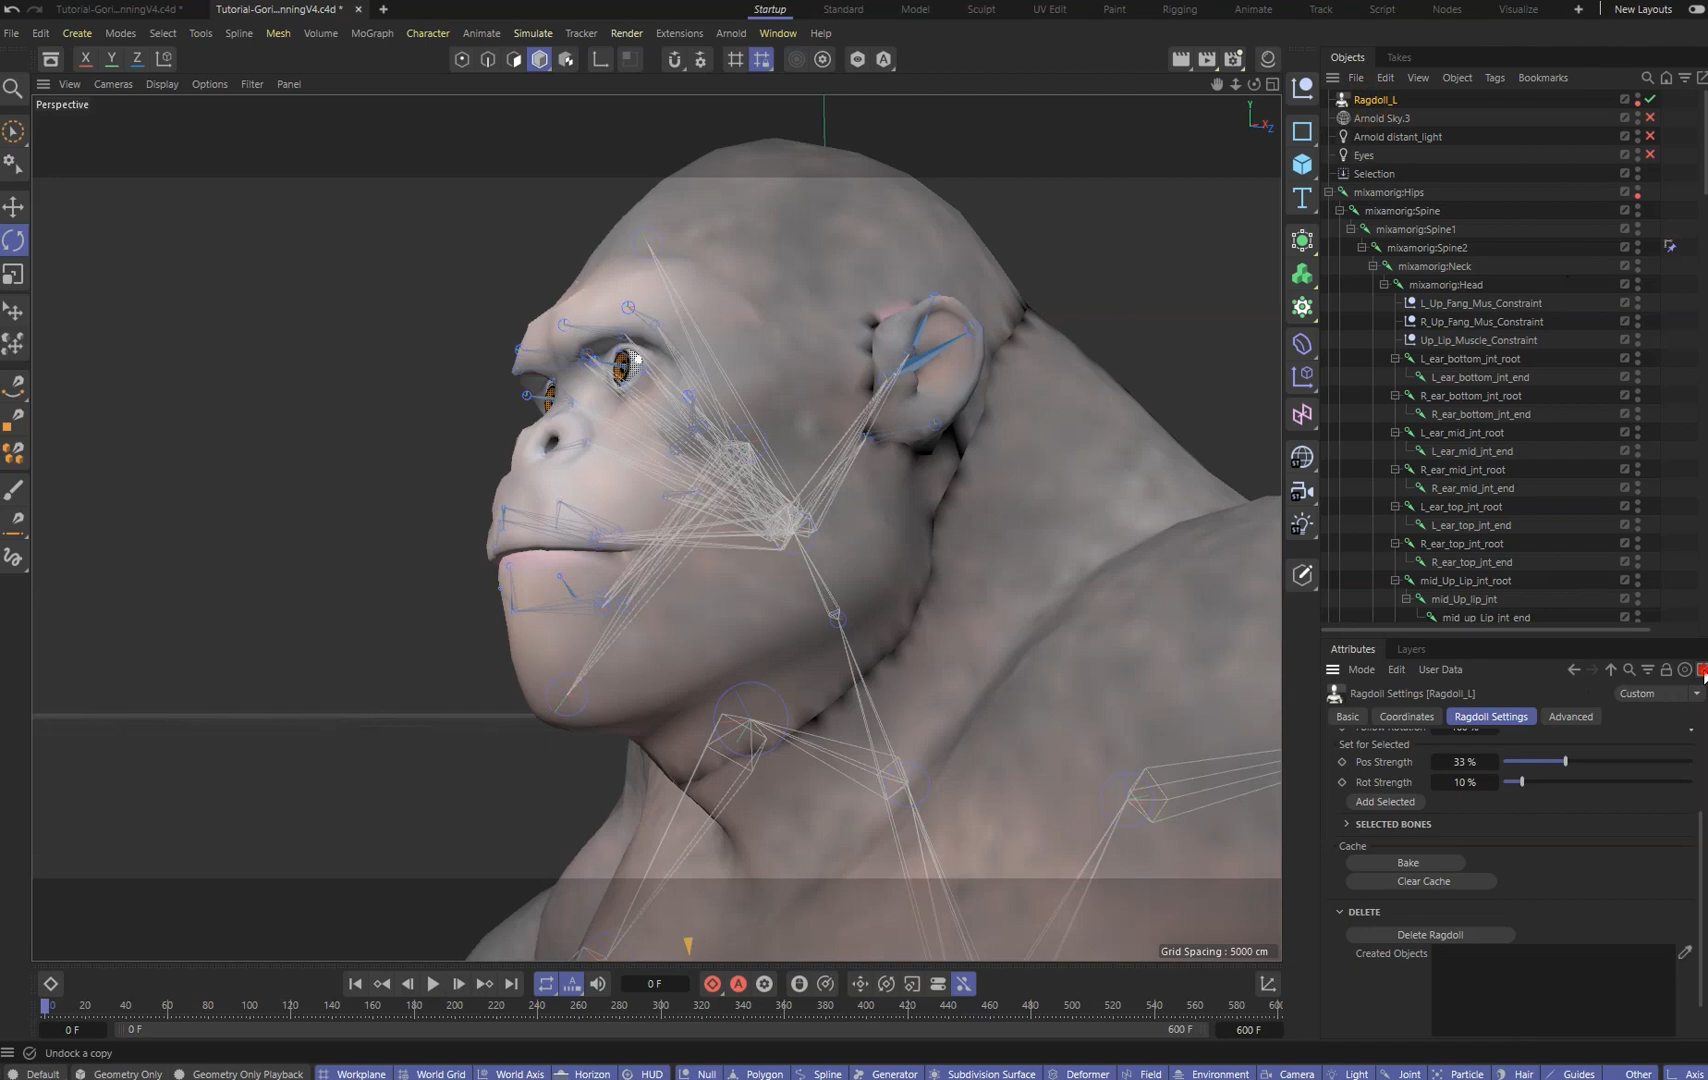 Tutorial-Gori...nningV4.c4d *
Tutorial-Gori...nningV4.c4d *
Startup
Standard
Model
Sculpt
UV Edit
Paint
Rigging
Animate
Track
Script
Nodes
Visualize
New Layouts
File Edit Create Modes Select Tools Spline Mesh Volume MoGraph Character Animate Simulate Tracker Render Extensions Arnold Window Help
X Y Z
View Cameras Display Options Filter Panel
Perspective
Y
X
Z
Grid Spacing : 5000 cm
ST
ST
ST
Objects Takes
File Edit View Object Tags Bookmarks
Ragdoll_L
Arnold Sky.3
Arnold distant_light
Eyes
Selection
mixamorig:Hips
mixamorig:Spine
mixamorig:Spine1
mixamorig:Spine2
mixamorig:Neck
mixamorig:Head
L_Up_Fang_Mus_Constraint
R_Up_Fang_Mus_Constraint
Up_Lip_Muscle_Constraint
L_ear_bottom_jnt_root
L_ear_bottom_jnt_end
R_ear_bottom_jnt_root
R_ear_bottom_jnt_end
L_ear_mid_jnt_root
L_ear_mid_jnt_end
R_ear_mid_jnt_root
R_ear_mid_jnt_end
L_ear_top_jnt_root
L_ear_top_jnt_end
R_ear_top_jnt_root
R_ear_top_jnt_end
mid_Up_Lip_jnt_root
mid_Up_lip_jnt
mid_up_Lip_jnt_end
Attributes Layers
Mode Edit User Data
Ragdoll Settings [Ragdoll_L]
Custom
Basic Coordinates Ragdoll Settings Advanced
Set for Selected
Pos Strength 33 %
Rot Strength 10 %
Add Selected
SELECTED BONES
Cache
Bake
Clear Cache
DELETE
Delete Ragdoll
Created Objects
0 F
0 20 40 60 80 100 120 140 160 180 200 220 240 260 280 300 320 340 360 380 400 420 440 460 480 500 520 540 560 580
0 F
0 F
600 F
600 F
Undock a copy
Default Geometry Only Geometry Only Playback Workplane World Grid World Axis Horizon HUD Null Polygon Spline Generator Subdivision Surface Deformer Field Environment Camera Light Joint Particle Hair Guides Other Axis